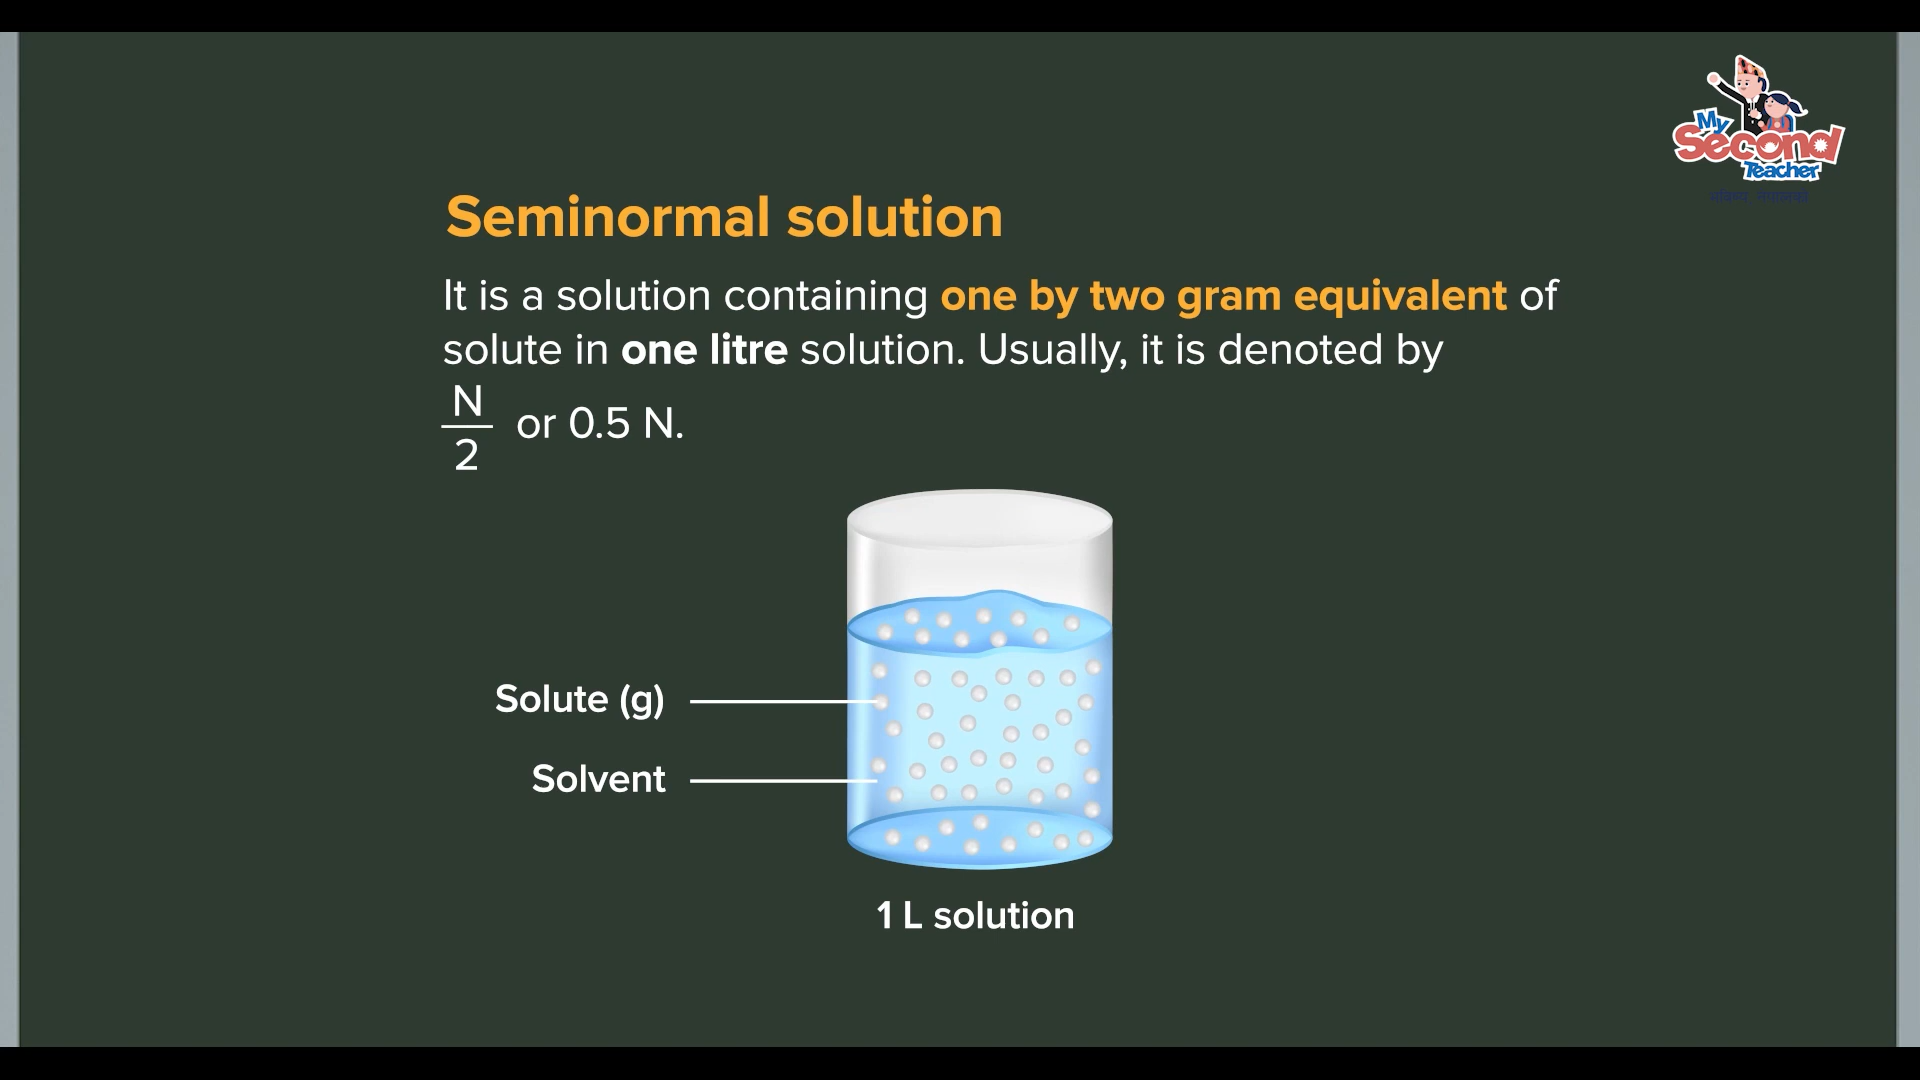 My
Second
Teacher
Seminormal solution
It is a solution containing one by two gram equivalent of
solute in one litre solution. Usually, it is denoted by
N
2
or 0.5 N.
Solute (g)
Solvent
1 L solution